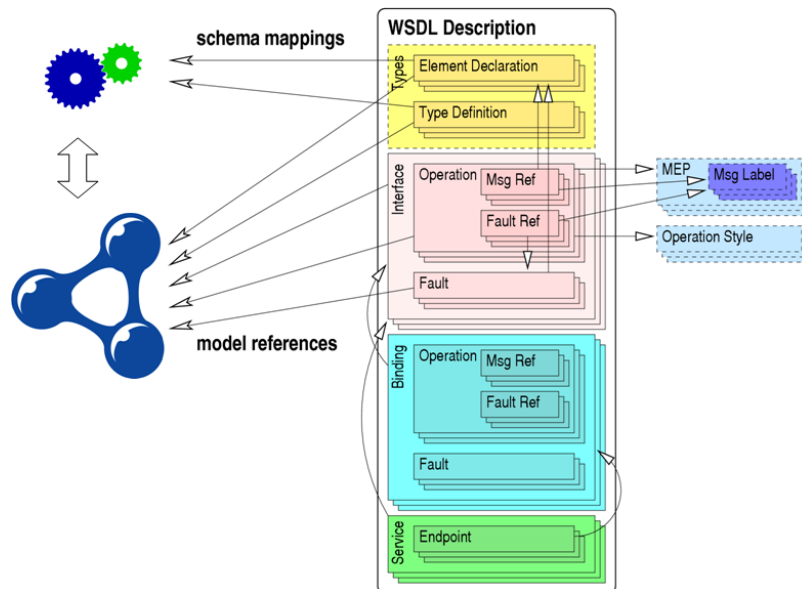 schema mappings
WSDL Description
Types
Element Declaration
Type Definition
Interface
Operation
Msg Ref
Fault Ref
Fault
MEP
Msg Label
Operation Style
model references
Binding
Operation
Msg Ref
Fault Ref
Fault
Service
Endpoint